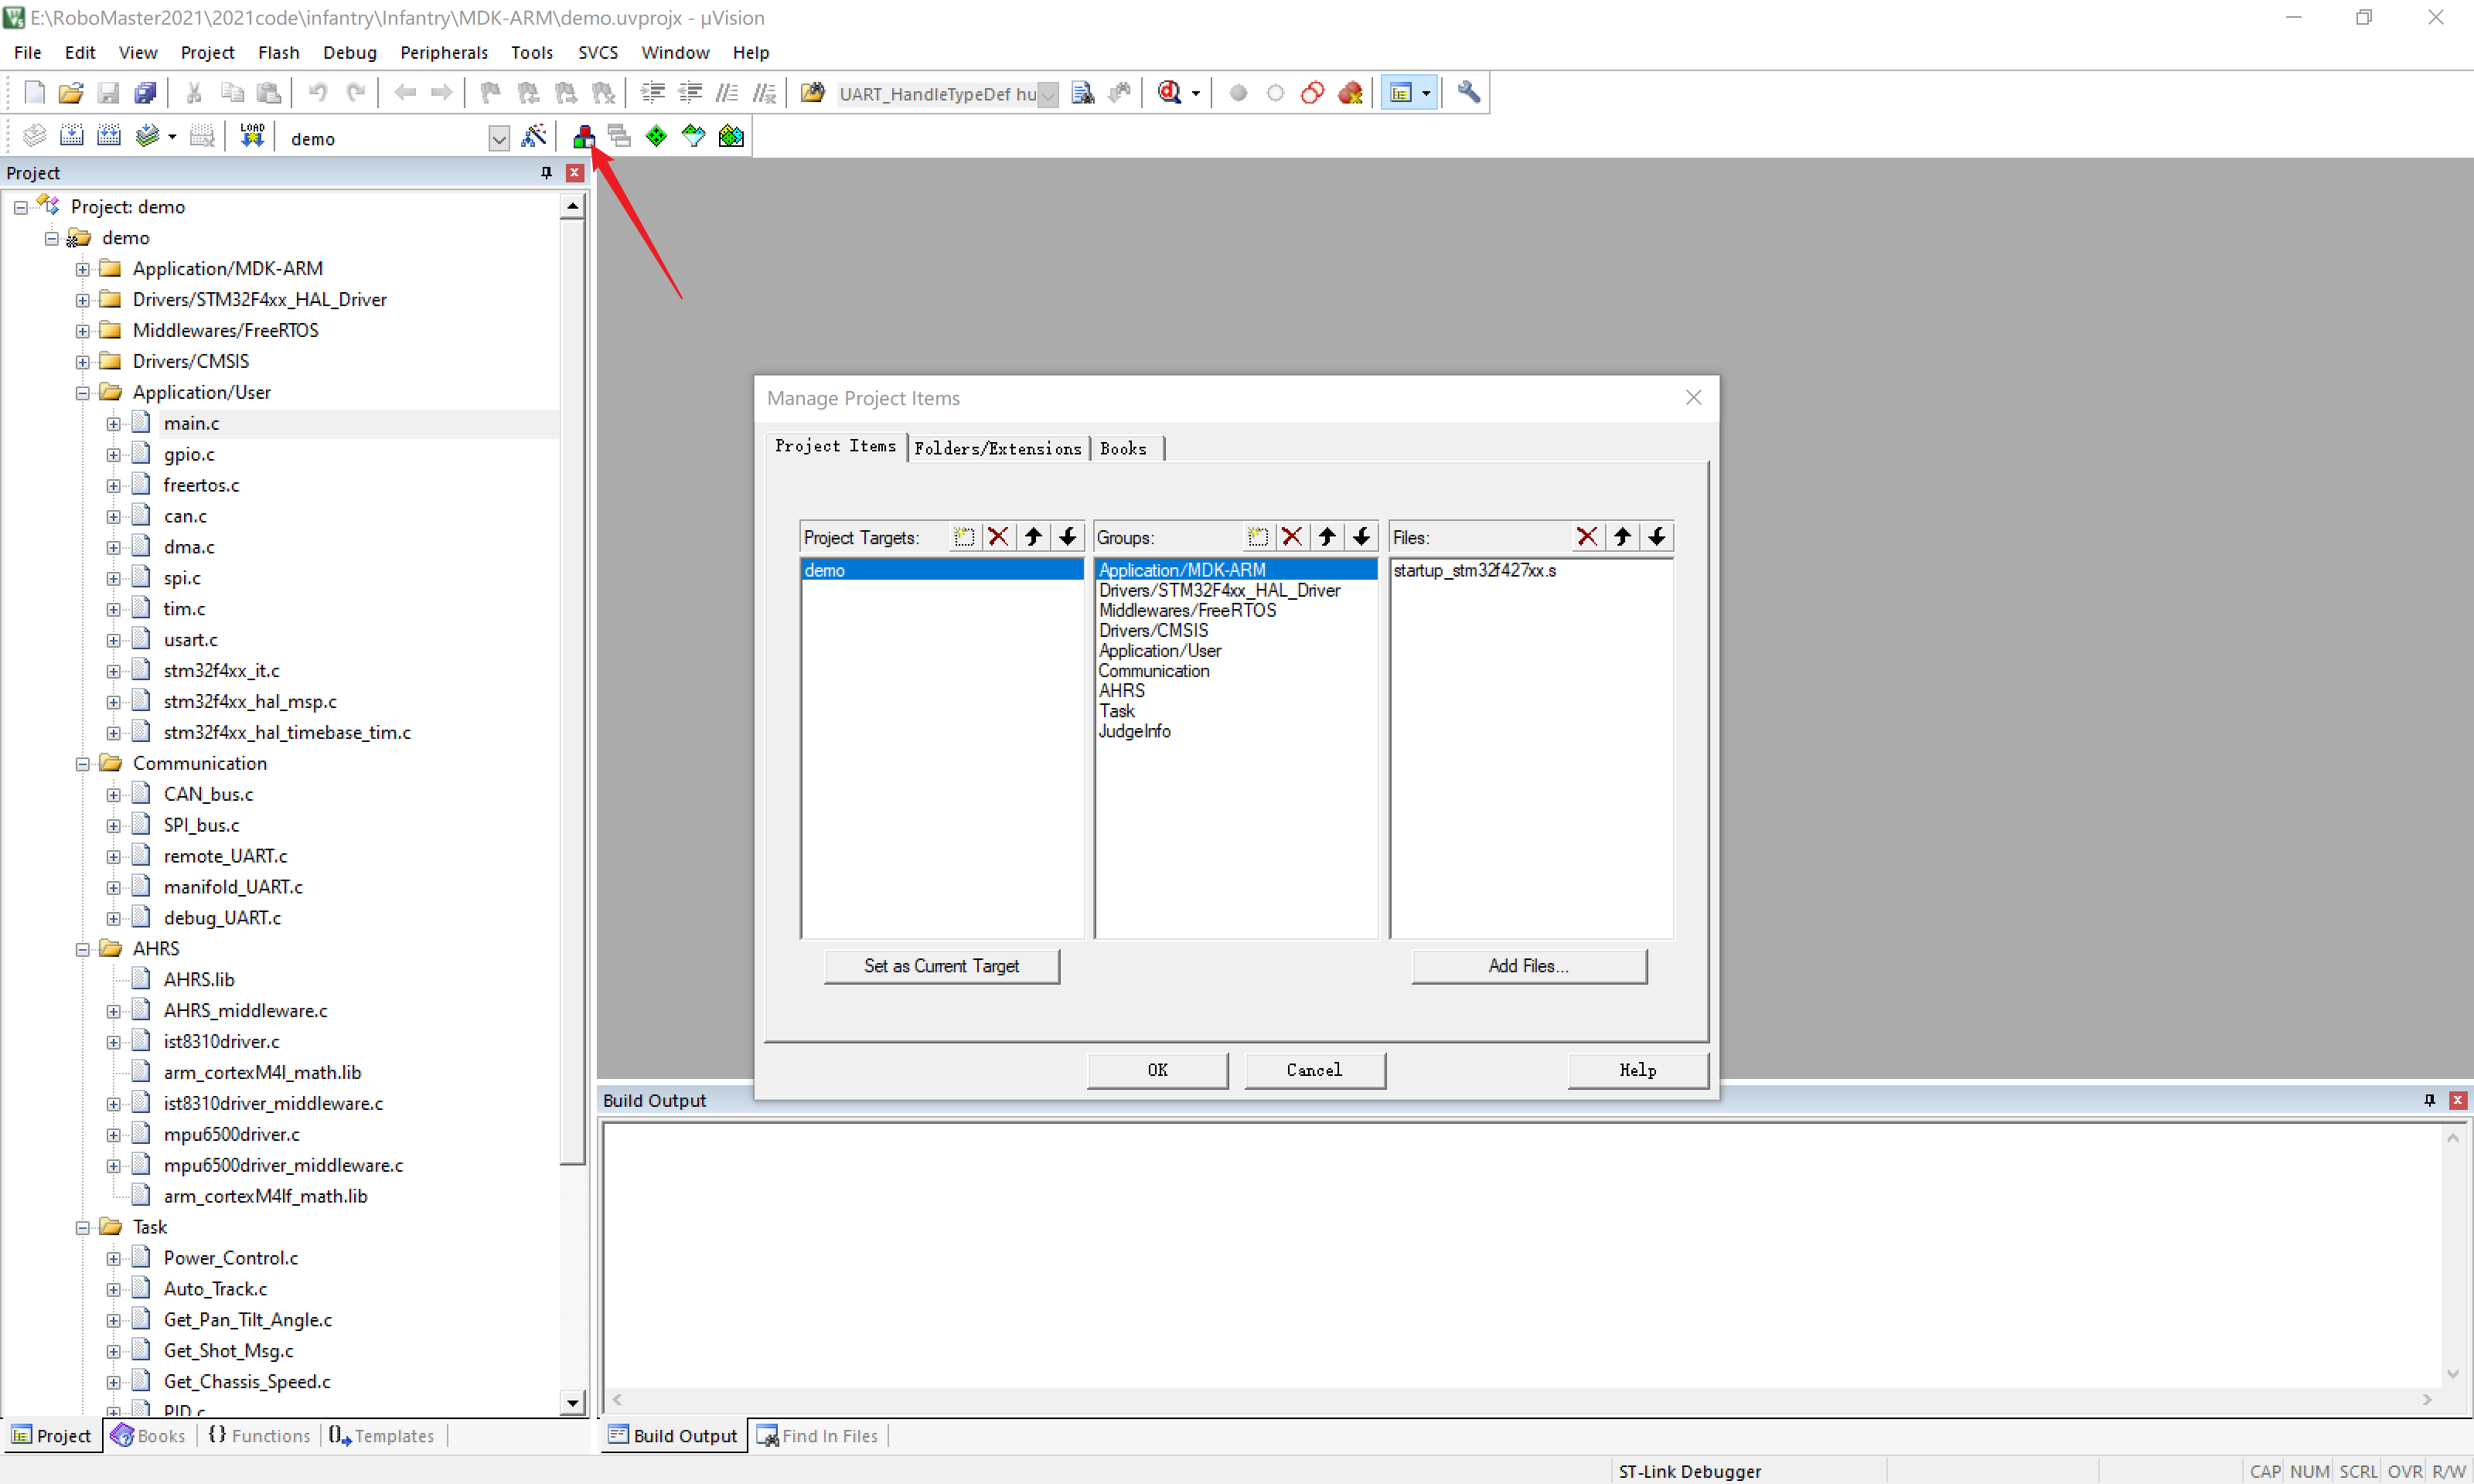 E:\RoboMaster2021\2021code\infantry\Infantry\MDK-ARM\demo.uvprojx - µVision
File Edit View Project Flash Debug Peripherals Tools SVCS Window Help
UART_HandleTypeDef hu
LOAD demo
Project
Project: demo
demo
Application/MDK-ARM
Drivers/STM32F4xx_HAL_Driver
Middlewares/FreeRTOS
Drivers/CMSIS
Application/User
main.c
gpio.c
freertos.c
can.c
dma.c
spi.c
tim.c
usart.c
stm32f4xx_it.c
stm32f4xx_hal_msp.c
stm32f4xx_hal_timebase_tim.c
Communication
CAN_bus.c
SPI_bus.c
remote_UART.c
manifold_UART.c
debug_UART.c
AHRS
AHRS.lib
AHRS_middleware.c
ist8310driver.c
arm_cortexM4l_math.lib
ist8310driver_middleware.c
mpu6500driver.c
mpu6500driver_middleware.c
arm_cortexM4lf_math.lib
Task
Power_Control.c
Auto_Track.c
Get_Pan_Tilt_Angle.c
Get_Shot_Msg.c
Get_Chassis_Speed.c
PID.c
Project Books {} Functions Templates
Manage Project Items
Project Items Folders/Extensions Books
Project Targets: Groups: Files:
demo
Application/MDK-ARM
Drivers/STM32F4xx_HAL_Driver
Middlewares/FreeRTOS
Drivers/CMSIS
Application/User
Communication
AHRS
Task
JudgeInfo
startup_stm32f427xx.s
Set as Current Target Add Files...
OK Cancel Help
Build Output
Build Output Find In Files
ST-Link Debugger CAP NUM SCRL OVR R/W